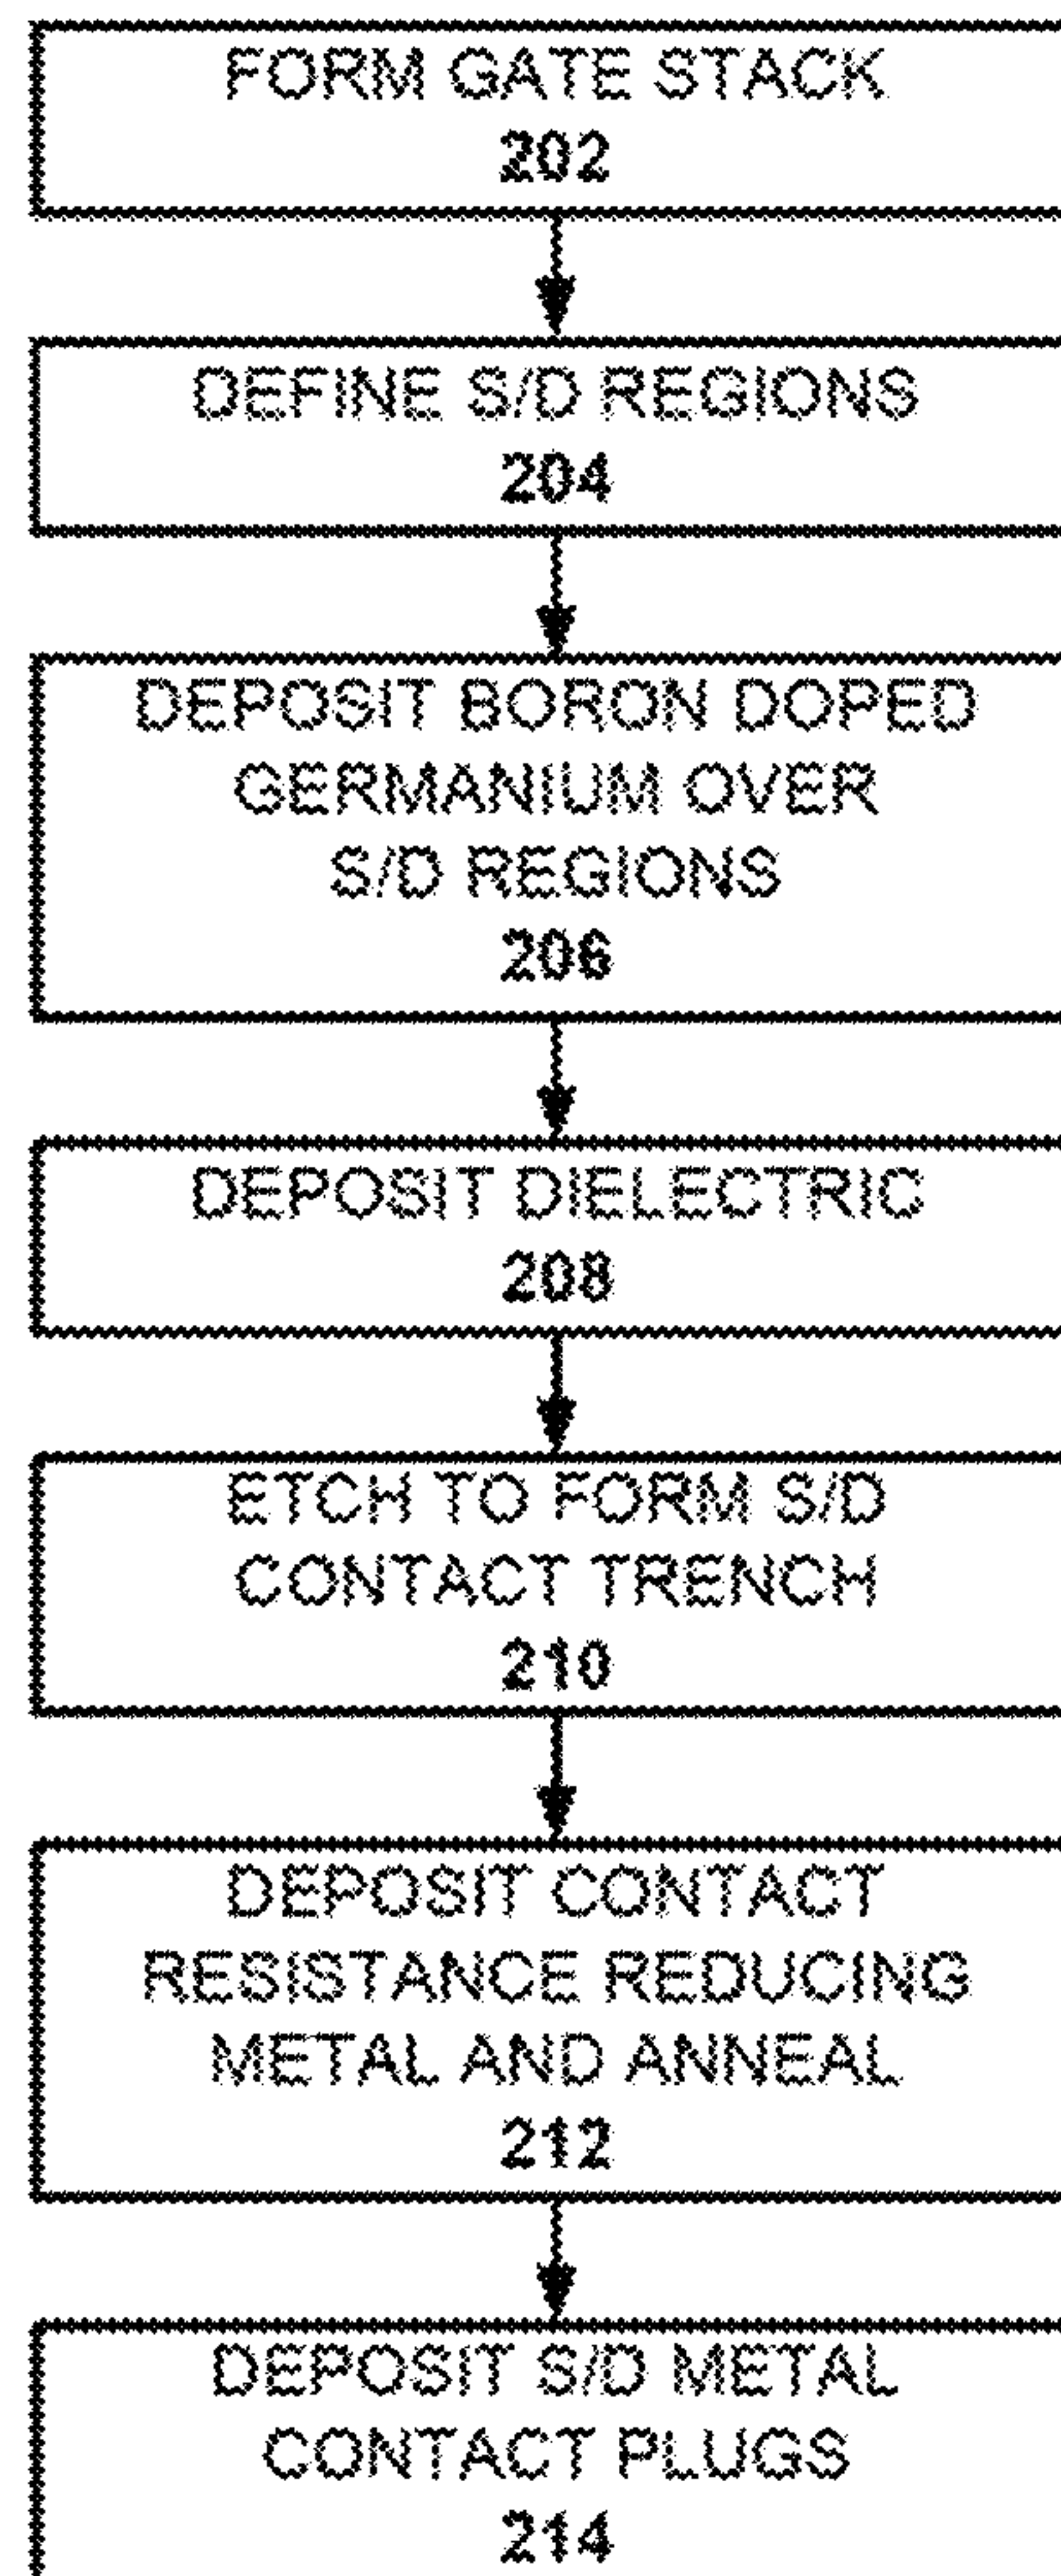 FORM GATE STACK
202
DEFINE S/D REGIONS
204
DEPOSIT BORON DOPED
GERMANIUM OVER
S/D REGIONS
206
DEPOSIT DIELECTRIC
208
ETCH TO FORM S/D
CONTACT TRENCH
210
DEPOSIT CONTACT
RESISTANCE REDUCING
METAL AND ANNEAL
212
DEPOSIT S/D METAL
CONTACT PLUGS
214